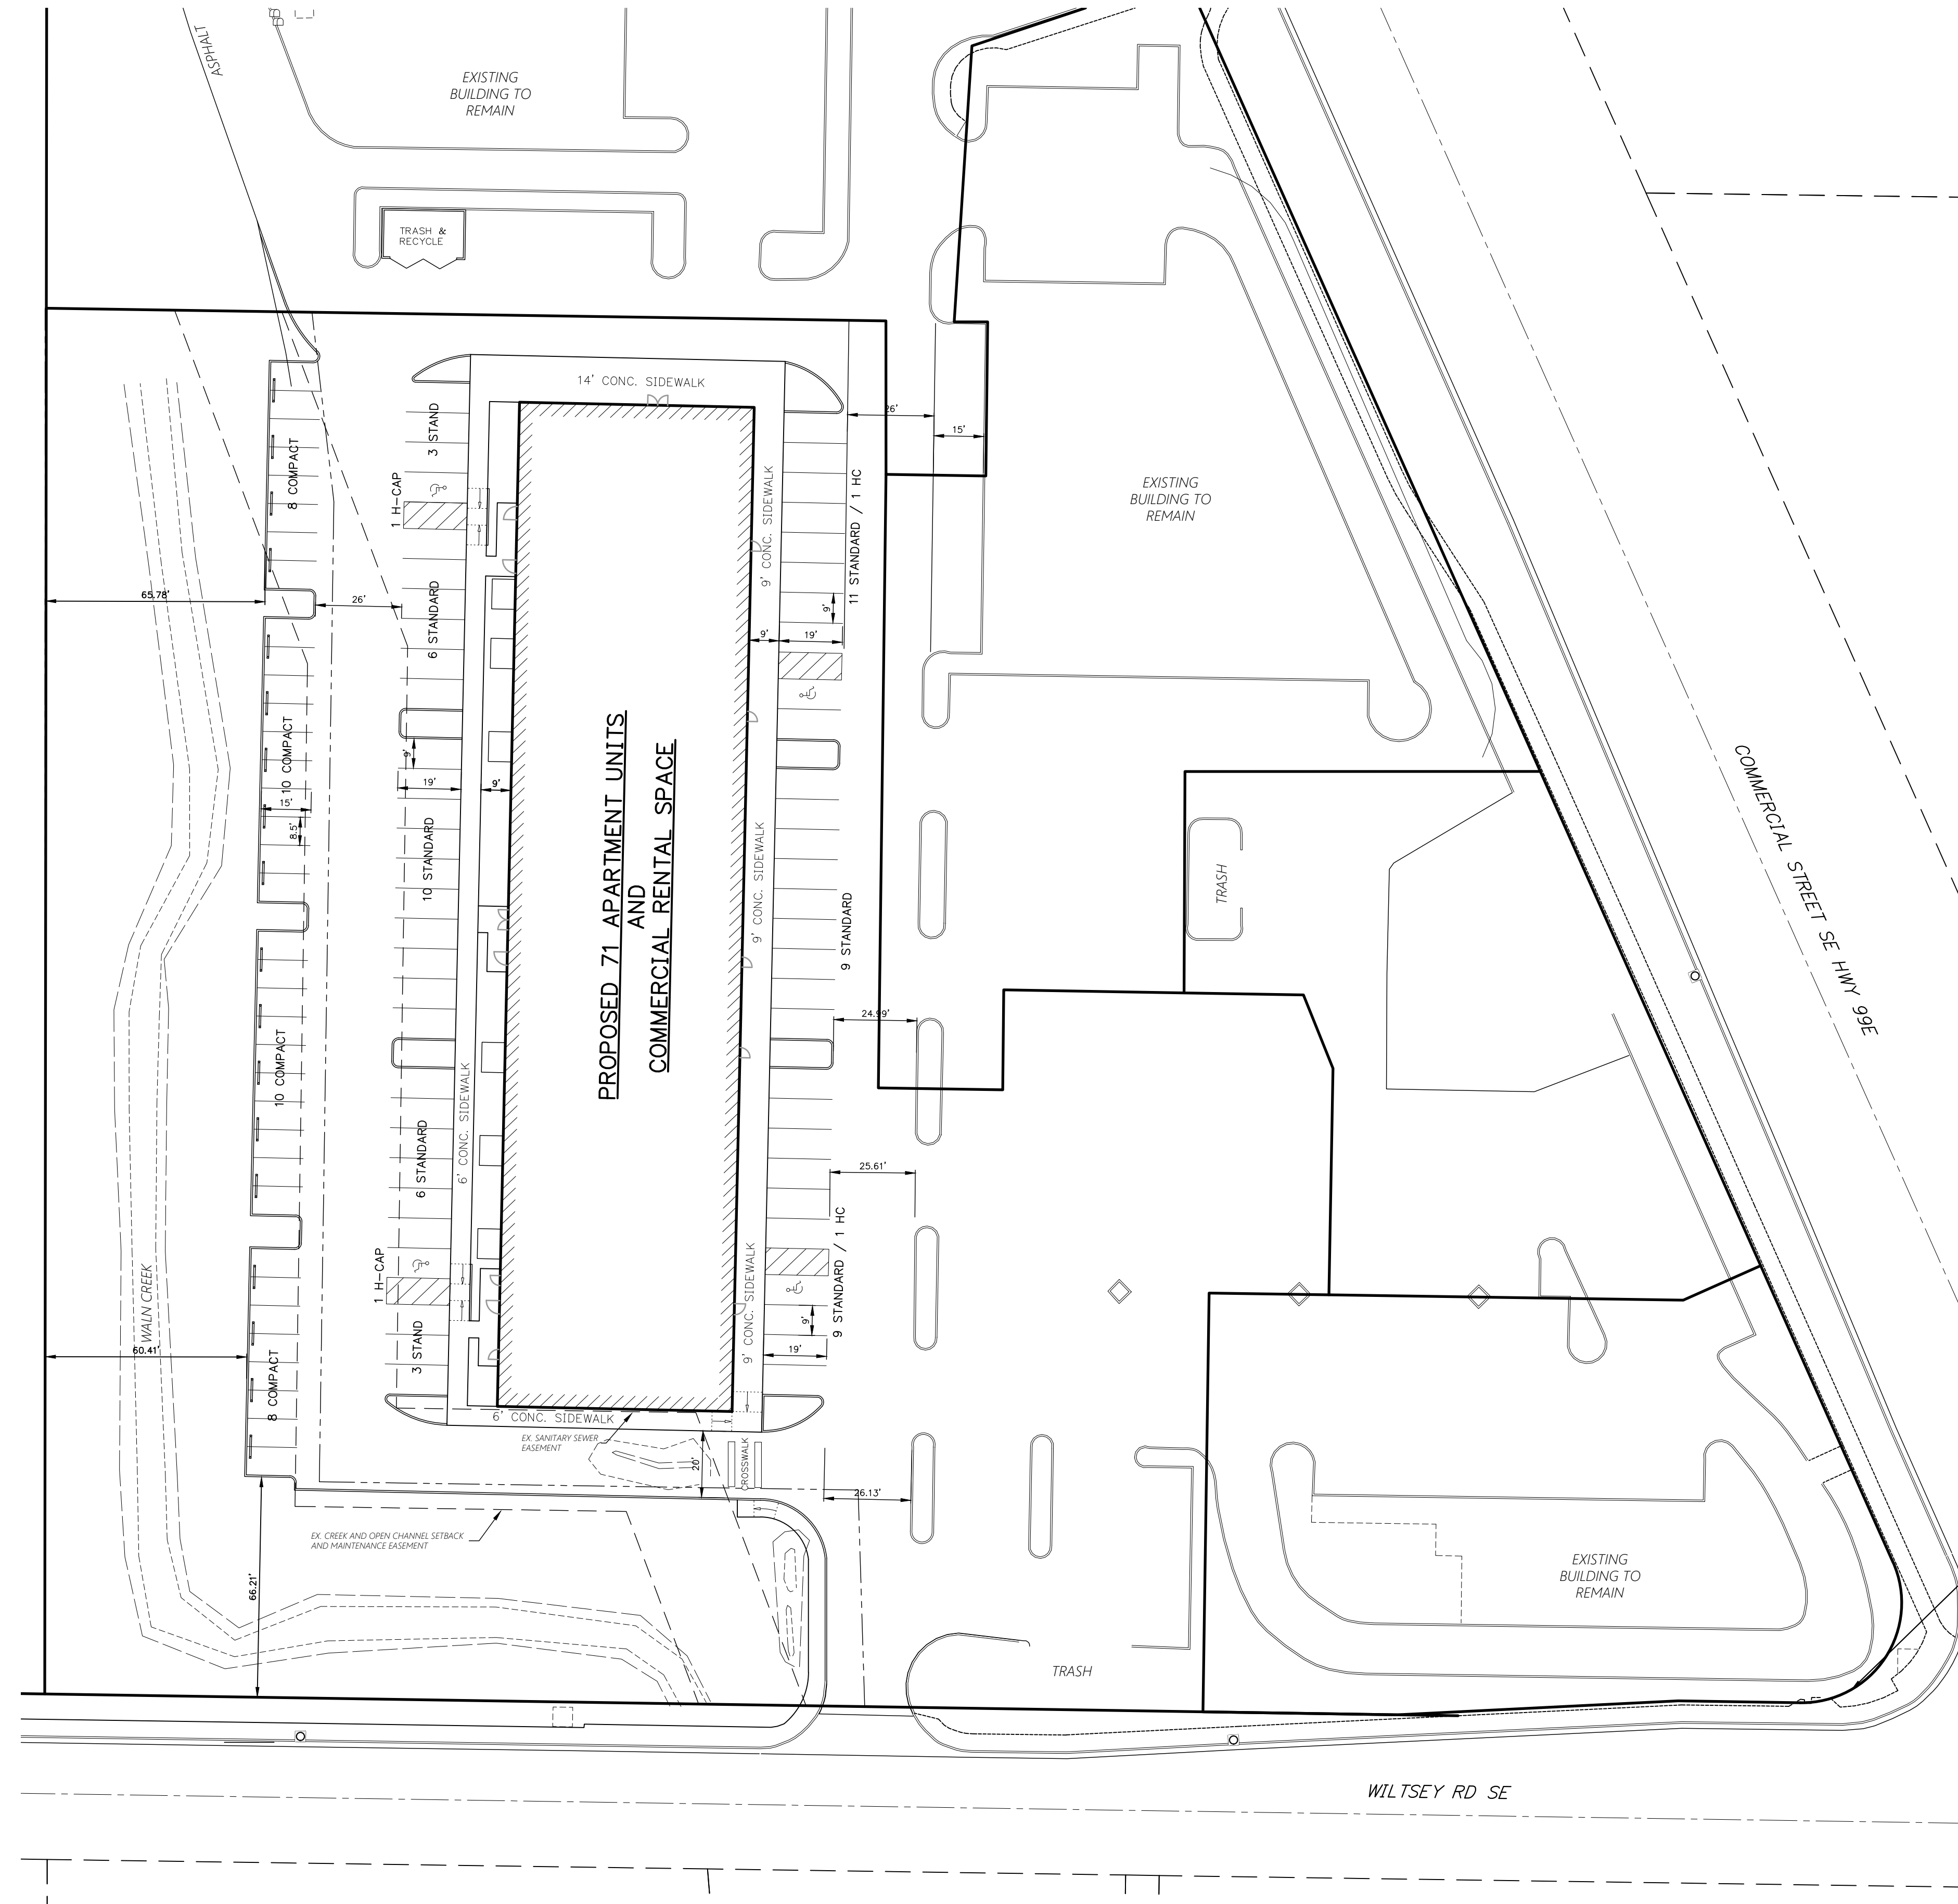 ASPHALT
EXISTING
BUILDING TO
REMAIN
TRASH &
RECYCLE
14' CONC. SIDEWALK
3 STAND
8 COMPACT
1 H-CAP
26'
15'
9' CONC. SIDEWALK
11 STANDARD / 1 HC
EXISTING
BUILDING TO
REMAIN
65.78'
26'
6 STANDARD
9'
9'
19'
10 COMPACT
15'
8.5'
9'
19'
9'
10 STANDARD
PROPOSED 71 APARTMENT UNITS
AND
COMMERCIAL RENTAL SPACE
9' CONC. SIDEWALK
9 STANDARD
TRASH
COMMERCIAL STREET SE HWY 99E
24.99'
10 COMPACT
6 STANDARD
6' CONC. SIDEWALK
25.61'
WALN CREEK
60.41'
8 COMPACT
1 H-CAP
3 STAND
9' CONC. SIDEWALK
9 STANDARD / 1 HC
9'
19'
6' CONC. SIDEWALK
EX. SANITARY SEWER
EASEMENT
20'
CROSSWALK
26.13'
EX. CREEK AND OPEN CHANNEL SETBACK
AND MAINTENANCE EASEMENT
66.21'
EXISTING
BUILDING TO
REMAIN
TRASH
WILTSEY RD SE